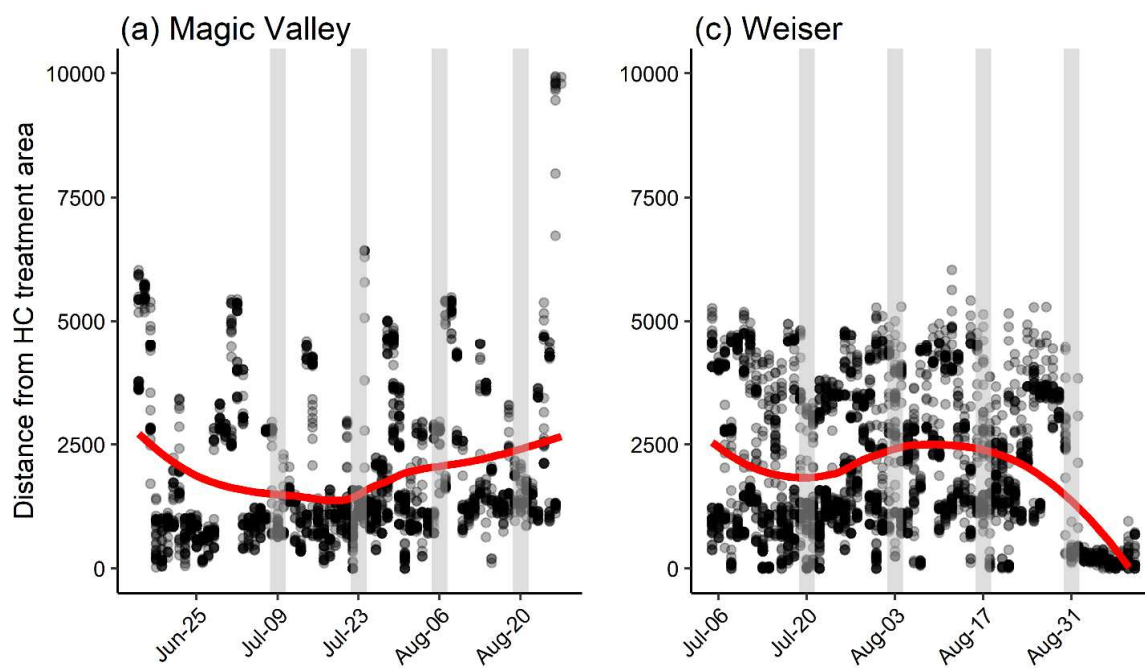 (a) Magic Valley
(c) Weiser
Distance from HC treatment area
10000
7500
5000
2500
0
Jun-25
Jul-09
Jul-23
Aug-06
Aug-20
10000
7500
5000
2500
0
Jul-06
Jul-20
Aug-03
Aug-17
Aug-31